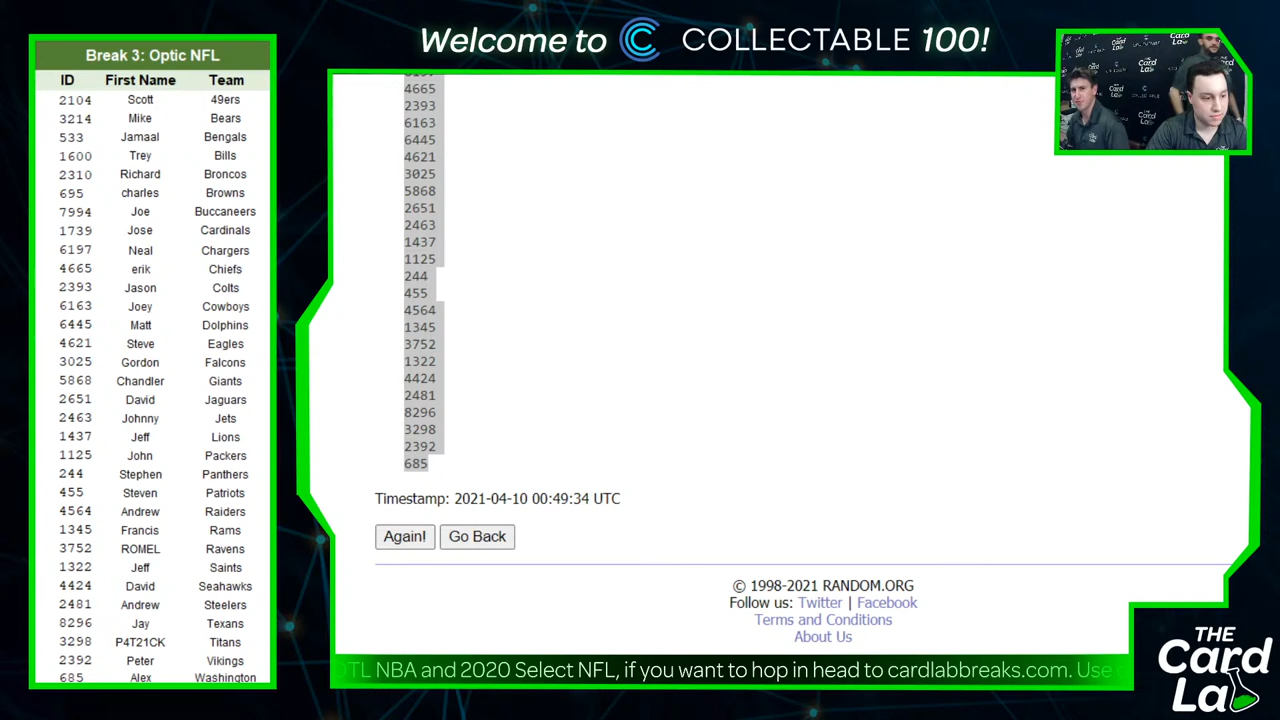 Welcome to COLLECTABLE 100!
Break 3: Optic NFL
ID First Name Team
2104 Scott 49ers
3214 Mike Bears
533 Jamaal Bengals
1600 Trey Bills
2310 Richard Broncos
695 charles Browns
7994 Joe Buccaneers
1739 Jose Cardinals
6197 Neal Chargers
4665 erik Chiefs
2393 Jason Colts
6163 Joey Cowboys
6445 Matt Dolphins
4621 Steve Eagles
3025 Gordon Falcons
5868 Chandler Giants
2651 David Jaguars
2463 Johnny Jets
1437 Jeff Lions
1125 John Packers
244 Stephen Panthers
455 Steven Patriots
4564 Andrew Raiders
1345 Francis Rams
3752 ROMEL Ravens
1322 Jeff Saints
4424 David Seahawks
2481 Andrew Steelers
8296 Jay Texans
3298 P4T21CK Titans
2392 Peter Vikings
685 Alex Washington
4665
2393
6163
6445
4621
3025
5868
2651
2463
1437
1125
244
455
4564
1345
3752
1322
4424
2481
8296
3298
2392
685
Timestamp: 2021-04-10 00:49:34 UTC
Again! Go Back
© 1998-2021 RANDOM.ORG
Follow us: Twitter | Facebook
Terms and Conditions
About Us
OTL NBA and 2020 Select NFL, if you want to hop in head to cardlabbreaks.com. Use
THE
Card
La